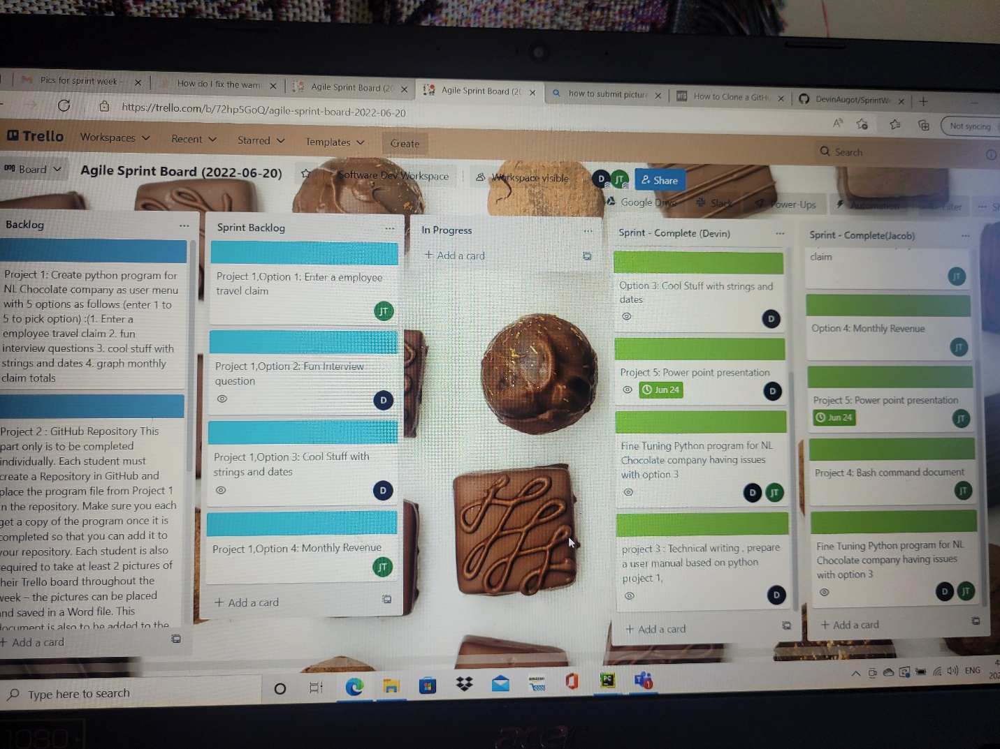 Pics for sprint week -
How do I fix the warn
Agile Sprint Board (20
Agile Sprint Board (20
how to submit pictur
How to Clone a GitH
DevinAugot/SprintWe
https://trello.com/b/72hp5GoQ/agile-sprint-board-2022-06-20
Not syncing
Trello
Workspaces
Recent
Starred
Templates
Create
Search
Board
Agile Sprint Board (2022-06-20)
Software Dev Workspace
Workspace visible
D
JT
Share
Google Drive
Slack
Power-Ups
Automation
Filter
Backlog
Project 1: Create python program for
NL Chocolate company as user menu
with 5 options as follows (enter 1 to
5 to pick option) :(1. Enter a
employee travel claim 2. fun
interview questions 3. cool stuff with
strings and dates 4. graph monthly
claim totals
Project 2 : GitHub Repository This
part only is to be completed
individually. Each student must
create a Repository in GitHub and
place the program file from Project 1
in the repository. Make sure you each
get a copy of the program once it is
completed so that you can add it to
your repository. Each student is also
required to take at least 2 pictures of
their Trello board throughout the
week – the pictures can be placed
and saved in a Word file. This
document is also to be added to the
+ Add a card
Sprint Backlog
Project 1,Option 1: Enter a employee
travel claim
JT
Project 1,Option 2: Fun Interview
question
D
Project 1,Option 3: Cool Stuff with
strings and dates
D
Project 1,Option 4: Monthly Revenue
JT
+ Add a card
In Progress
+ Add a card
Sprint - Complete (Devin)
Option 3: Cool Stuff with strings and
dates
D
Project 5: Power point presentation
Jun 24
D
Fine Tuning Python program for NL
Chocolate company having issues
with option 3
D JT
project 3 : Technical writing , prepare
a user manual based on python
project 1,
D
+ Add a card
Sprint - Complete(Jacob)
claim
JT
Option 4: Monthly Revenue
JT
Project 5: Power point presentation
Jun 24
JT
Project 4: Bash command document
JT
Fine Tuning Python program for NL
Chocolate company having issues
with option 3
D JT
+ Add a card
Type here to search
amazon
PC
1
ENG
1080
acer